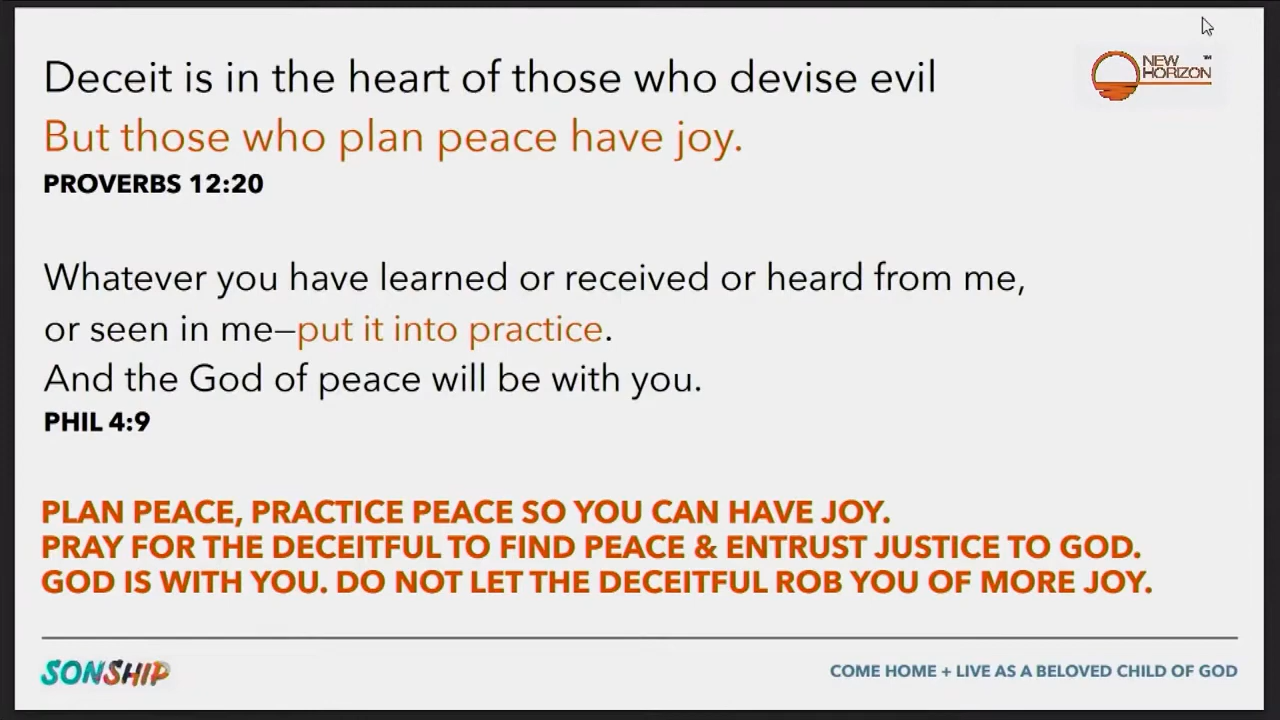 Deceit is in the heart of those who devise evil
But those who plan peace have joy.
PROVERBS 12:20
NEW
HORIZON™
Whatever you have learned or received or heard from me,
or seen in me—put it into practice.
And the God of peace will be with you.
PHIL 4:9
PLAN PEACE, PRACTICE PEACE SO YOU CAN HAVE JOY.
PRAY FOR THE DECEITFUL TO FIND PEACE & ENTRUST JUSTICE TO GOD.
GOD IS WITH YOU. DO NOT LET THE DECEITFUL ROB YOU OF MORE JOY.
SONSHIP
COME HOME + LIVE AS A BELOVED CHILD OF GOD